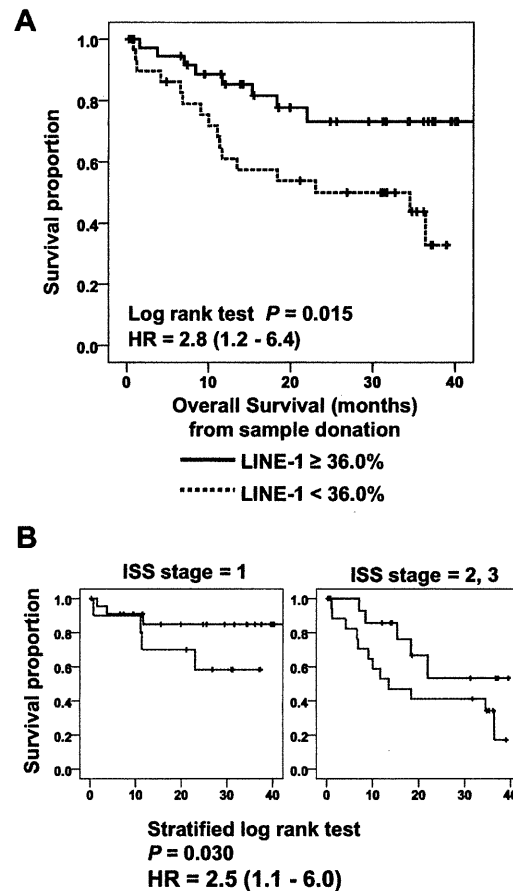 A
Survival proportion
1.0
0.8
0.6
0.4
0.2
0.0
Log rank test P = 0.015
HR = 2.8 (1.2 - 6.4)
0 10 20 30 40
Overall Survival (months)
from sample donation
LINE-1 ≥ 36.0%
LINE-1 < 36.0%
B
ISS stage = 1
ISS stage = 2, 3
Survival proportion
1.0
0.8
0.6
0.4
0.2
0.0
0 10 20 30 40
1.0
0.8
0.6
0.4
0.2
0.0
0 10 20 30 40
Stratified log rank test
P = 0.030
HR = 2.5 (1.1 - 6.0)